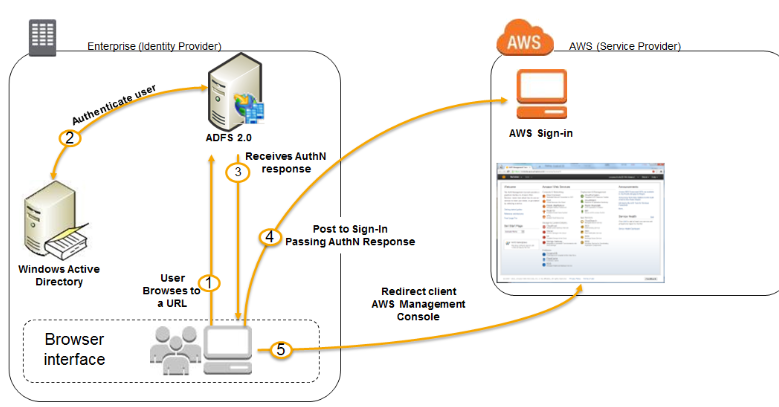 Enterprise (Identity Provider)
AWS
AWS (Service Provider)
Authenticate user
2
ADFS 2.0
AWS Sign-in
Receives AuthN
response
3
4
Post to Sign-In
Passing AuthN Response
Windows Active
Directory
User
Browses to
a URL
1
Redirect client
AWS Management
Console
Browser
interface
5